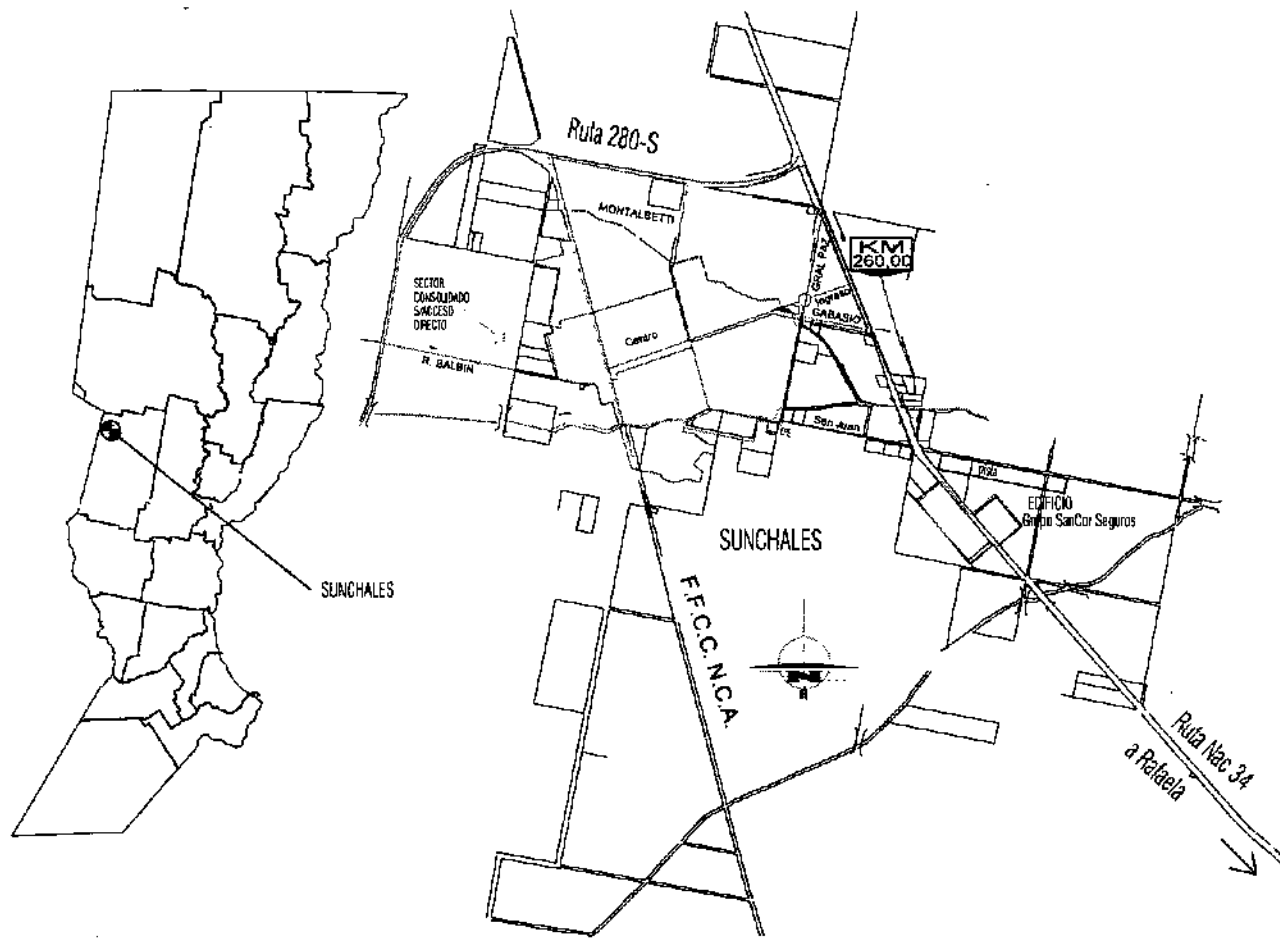 Ruta 280-S
MONTALBETTI
KM
260,00
GRAL PAZ
Ingreso
GABASIO
SECTOR
CONSOLIDADO
S/ACCESO
DIRECTO
Centro
R. BALBIN
San Juan
Pista
EDIFICIO
Grupo SanCor Seguros
SUNCHALES
SUNCHALES
F.F.C.C. N.C.A.
N
Ruta Nac 34
a Rafaela